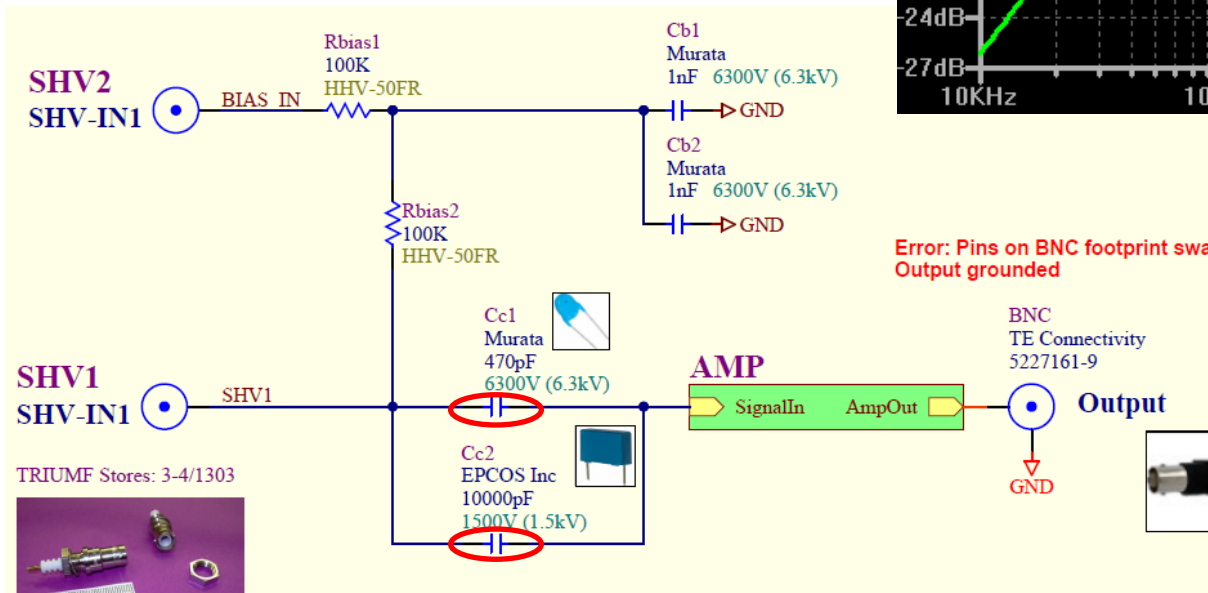 -24dB
-27dB
10KHz
10
SHV2
SHV-IN1
BIAS_IN
Rbias1
100K
HHV-50FR
Cb1
Murata
1nF 6300V (6.3kV)
GND
Cb2
Murata
1nF 6300V (6.3kV)
GND
Rbias2
100K
HHV-50FR
Error: Pins on BNC footprint swa
Output grounded
Cc1
Murata
470pF
6300V (6.3kV)
BNC
TE Connectivity
5227161-9
SHV1
SHV-IN1
SHV1
AMP
SignalIn
AmpOut
Output
GND
Cc2
EPCOS Inc
10000pF
1500V (1.5kV)
TRIUMF Stores: 3-4/1303